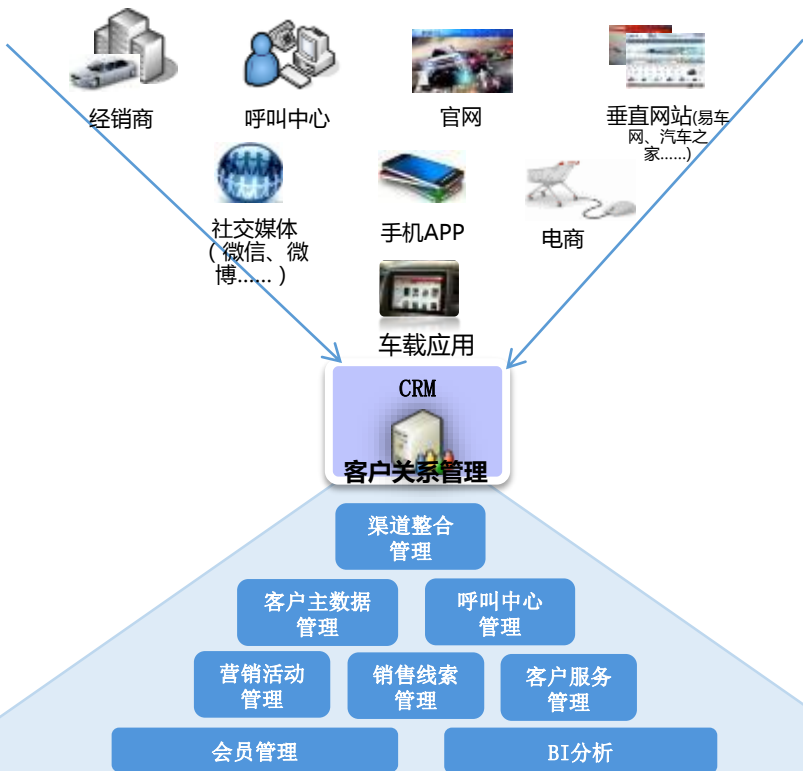 经销商
呼叫中心
官网
垂直网站(易车
网、汽车之
家......)
社交媒体
（微信、微
博......）
手机APP
电商
车载应用
CRM
客户关系管理
渠道整合
管理
客户主数据
管理
呼叫中心
管理
营销活动
管理
销售线索
管理
客户服务
管理
会员管理
BI分析